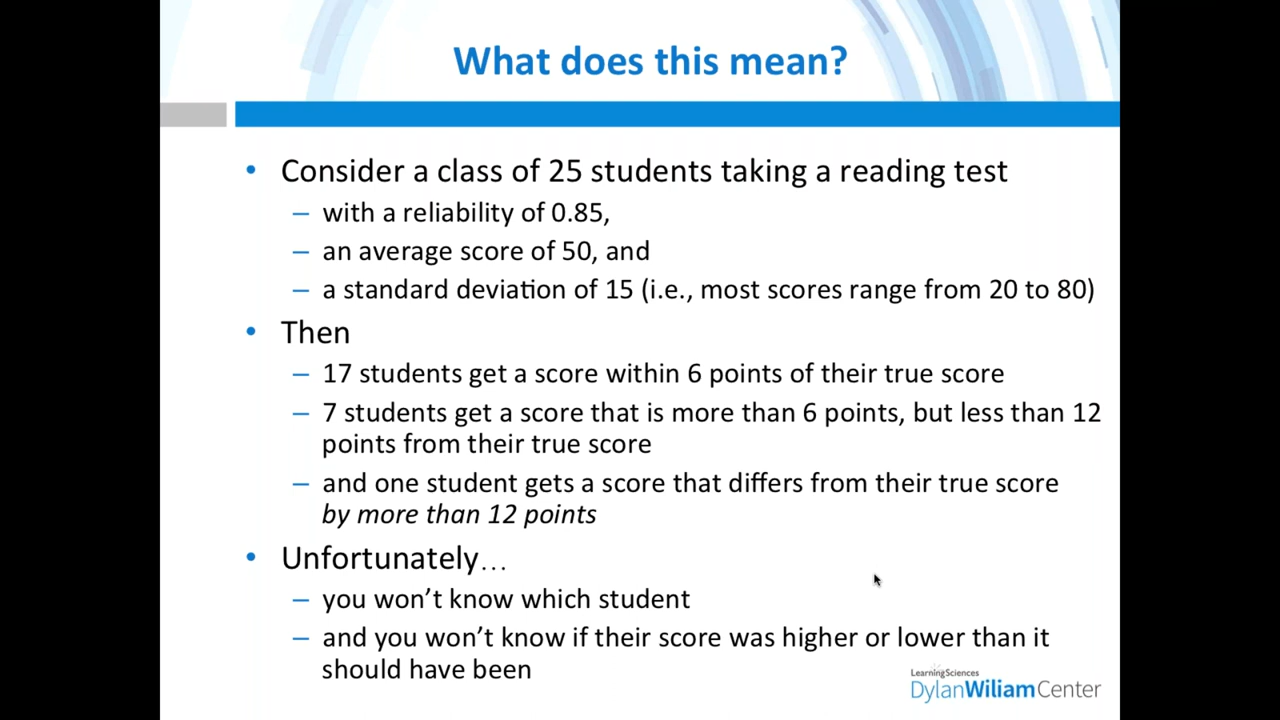 What does this mean?
• Consider a class of 25 students taking a reading test
– with a reliability of 0.85,
– an average score of 50, and
– a standard deviation of 15 (i.e., most scores range from 20 to 80)
• Then
– 17 students get a score within 6 points of their true score
– 7 students get a score that is more than 6 points, but less than 12
points from their true score
– and one student gets a score that differs from their true score
by more than 12 points
• Unfortunately…
– you won’t know which student
– and you won’t know if their score was higher or lower than it
should have been
LearningSciences
DylanWiliamCenter